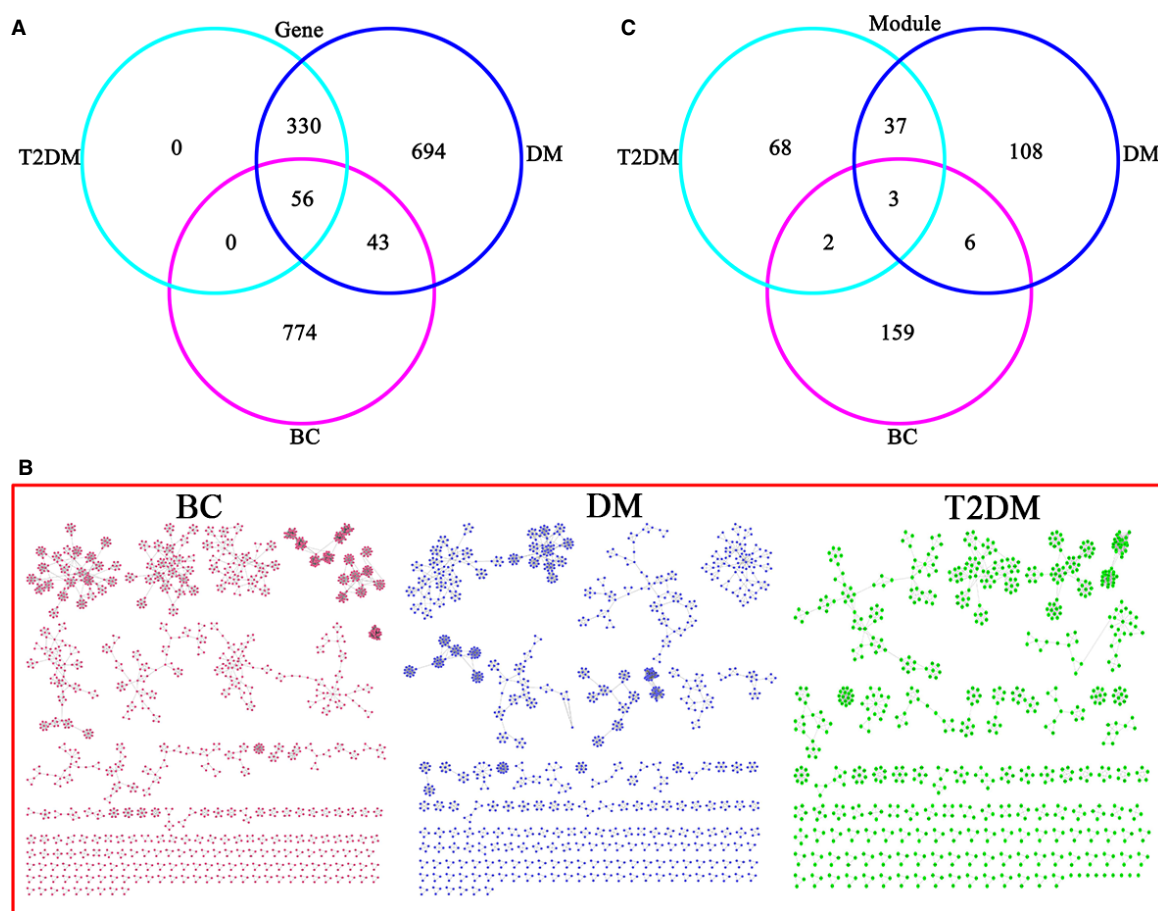 A
Gene
T2DM
DM
0
330
694
56
0
43
774
BC
C
Module
T2DM
DM
68
37
108
3
2
6
159
BC
B
BC
DM
T2DM